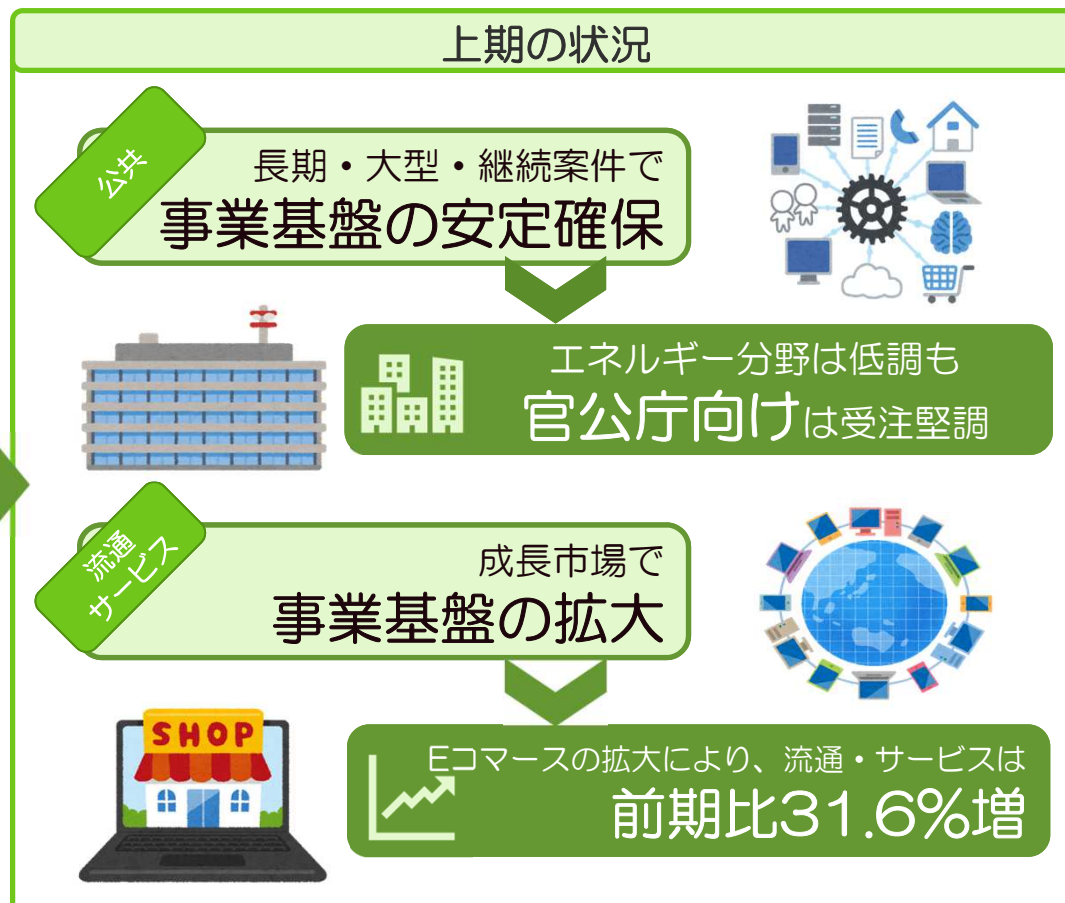 上期の状況
公共
長期・大型・継続案件で
事業基盤の安定確保
エネルギー分野は低調も
官公庁向けは受注堅調
流通
サービス
成長市場で
事業基盤の拡大
SHOP
Eコマースの拡大により、流通・サービスは
前期比31.6%増